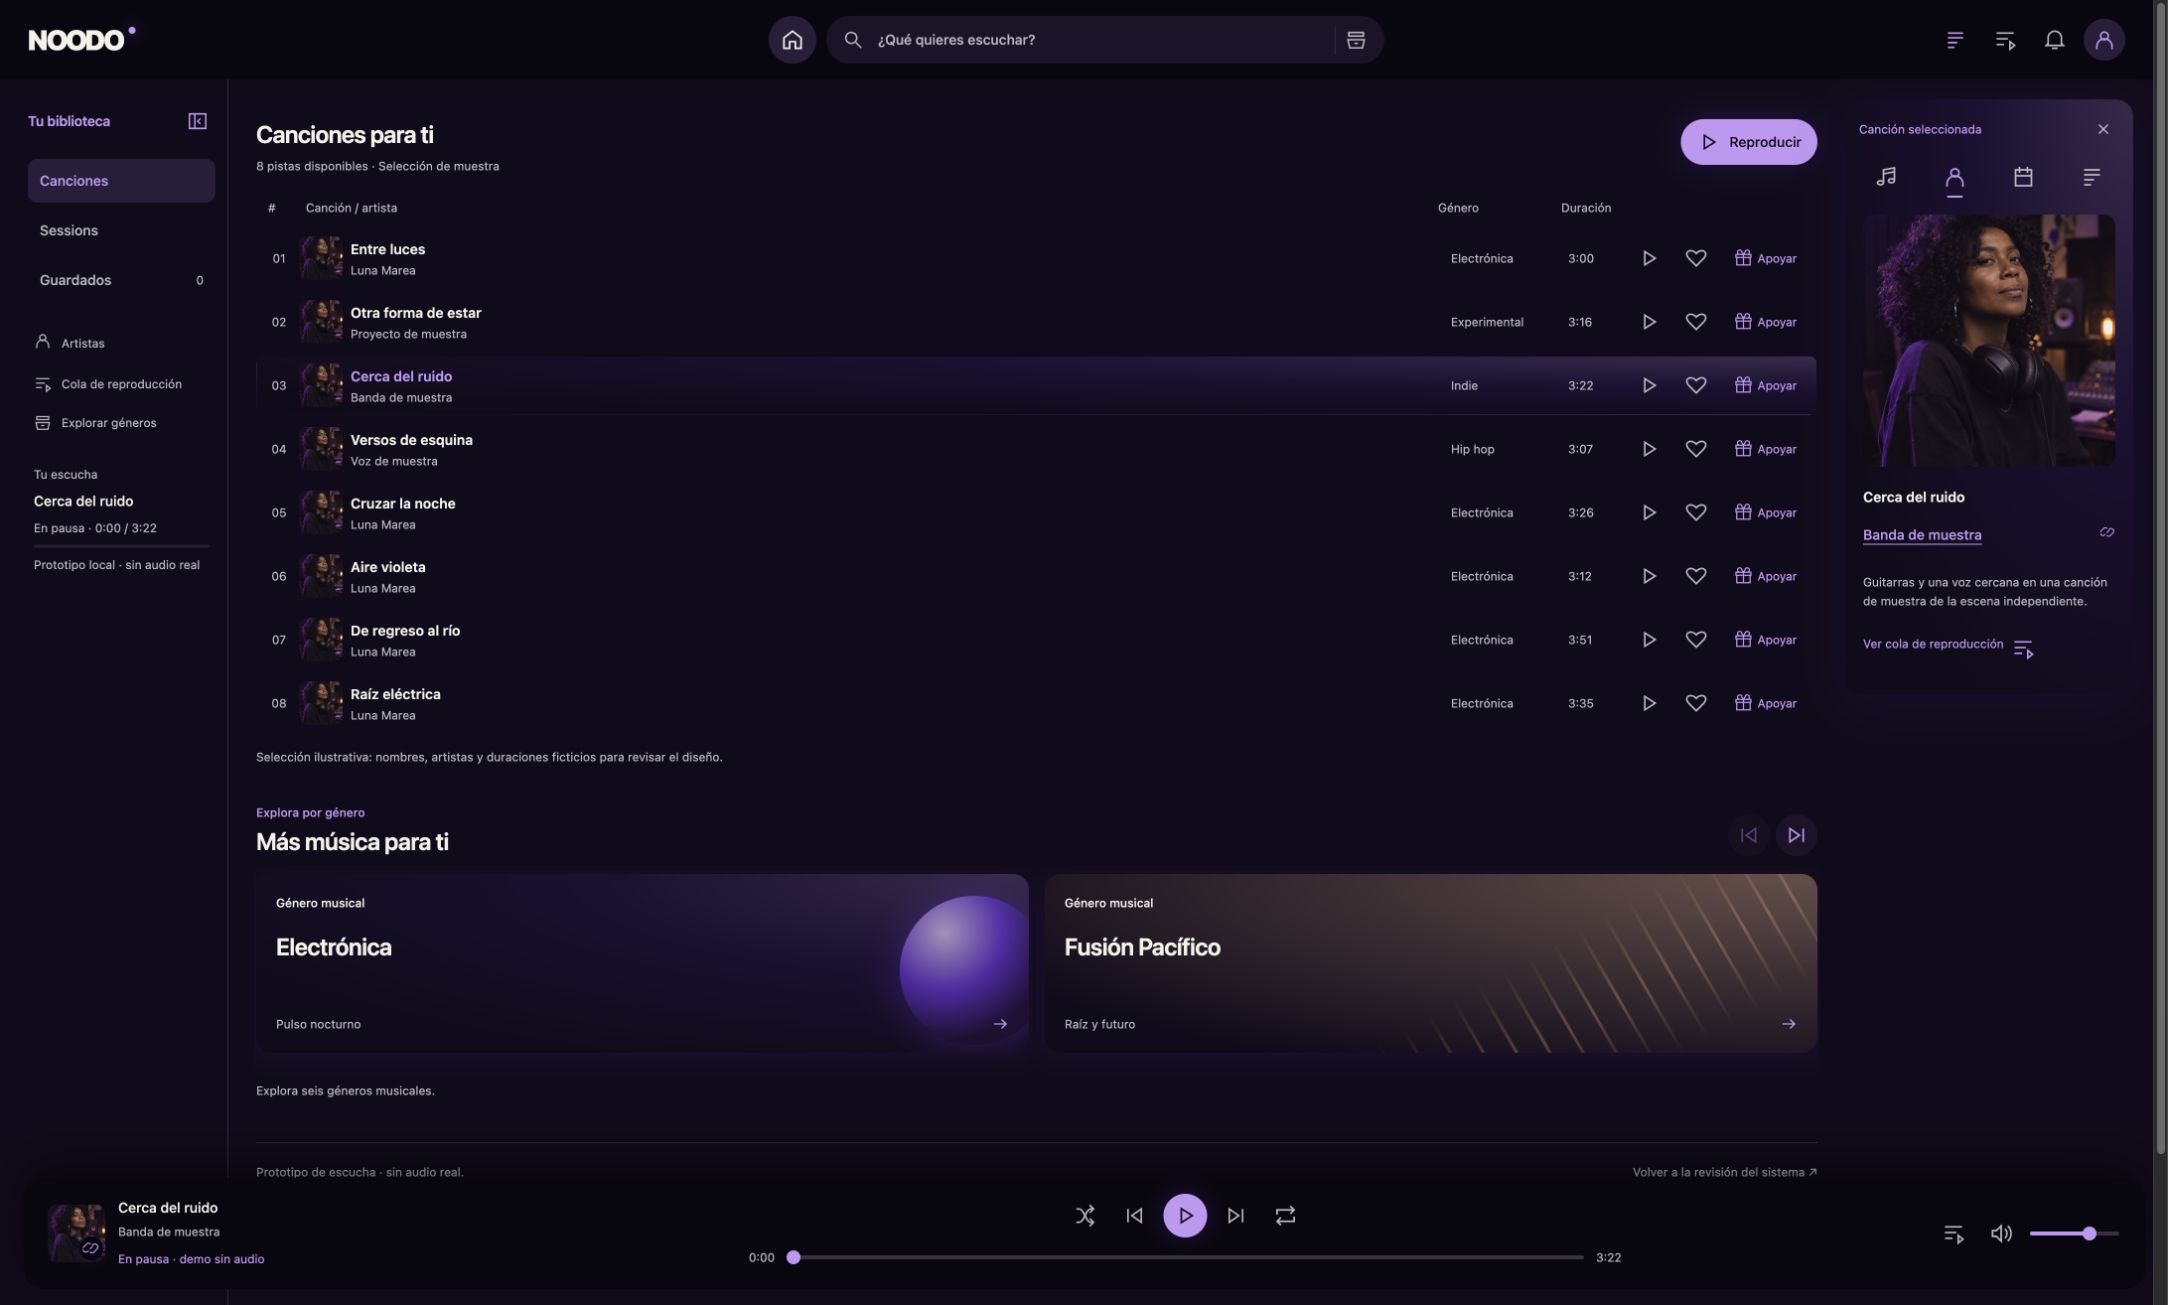 NOODO
¿Qué quieres escuchar?
Tu biblioteca
Canciones
Sessions
Guardados 0
Artistas
Cola de reproducción
Explorar géneros
Tu escucha
Cerca del ruido
En pausa · 0:00 / 3:22
Prototipo local · sin audio real
Canciones para ti
8 pistas disponibles · Selección de muestra
Reproducir
# Canción / artista Género Duración
01 Entre luces Electrónica 3:00 Apoyar
Luna Marea
02 Otra forma de estar Experimental 3:16 Apoyar
Proyecto de muestra
03 Cerca del ruido Indie 3:22 Apoyar
Banda de muestra
04 Versos de esquina Hip hop 3:07 Apoyar
Voz de muestra
05 Cruzar la noche Electrónica 3:26 Apoyar
Luna Marea
06 Aire violeta Electrónica 3:12 Apoyar
Luna Marea
07 De regreso al río Electrónica 3:51 Apoyar
Luna Marea
08 Raíz eléctrica Electrónica 3:35 Apoyar
Luna Marea
Selección ilustrativa: nombres, artistas y duraciones ficticios para revisar el diseño.
Explora por género
Más música para ti
Género musical
Electrónica
Pulso nocturno
Género musical
Fusión Pacífico
Raíz y futuro
Explora seis géneros musicales.
Prototipo de escucha · sin audio real.
Volver a la revisión del sistema ↗
Canción seleccionada
Cerca del ruido
Banda de muestra
Guitarras y una voz cercana en una canción
de muestra de la escena independiente.
Ver cola de reproducción
Cerca del ruido
Banda de muestra
En pausa · demo sin audio
0:00 3:22